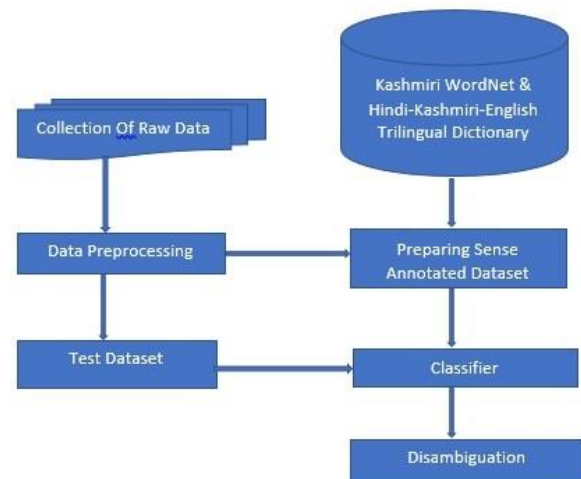 Kashmiri WordNet &
Hindi-Kashmiri-English
Trilingual Dictionary
Collection Of Raw Data
Data Preprocessing
Preparing Sense
Annotated Dataset
Test Dataset
Classifier
Disambiguation